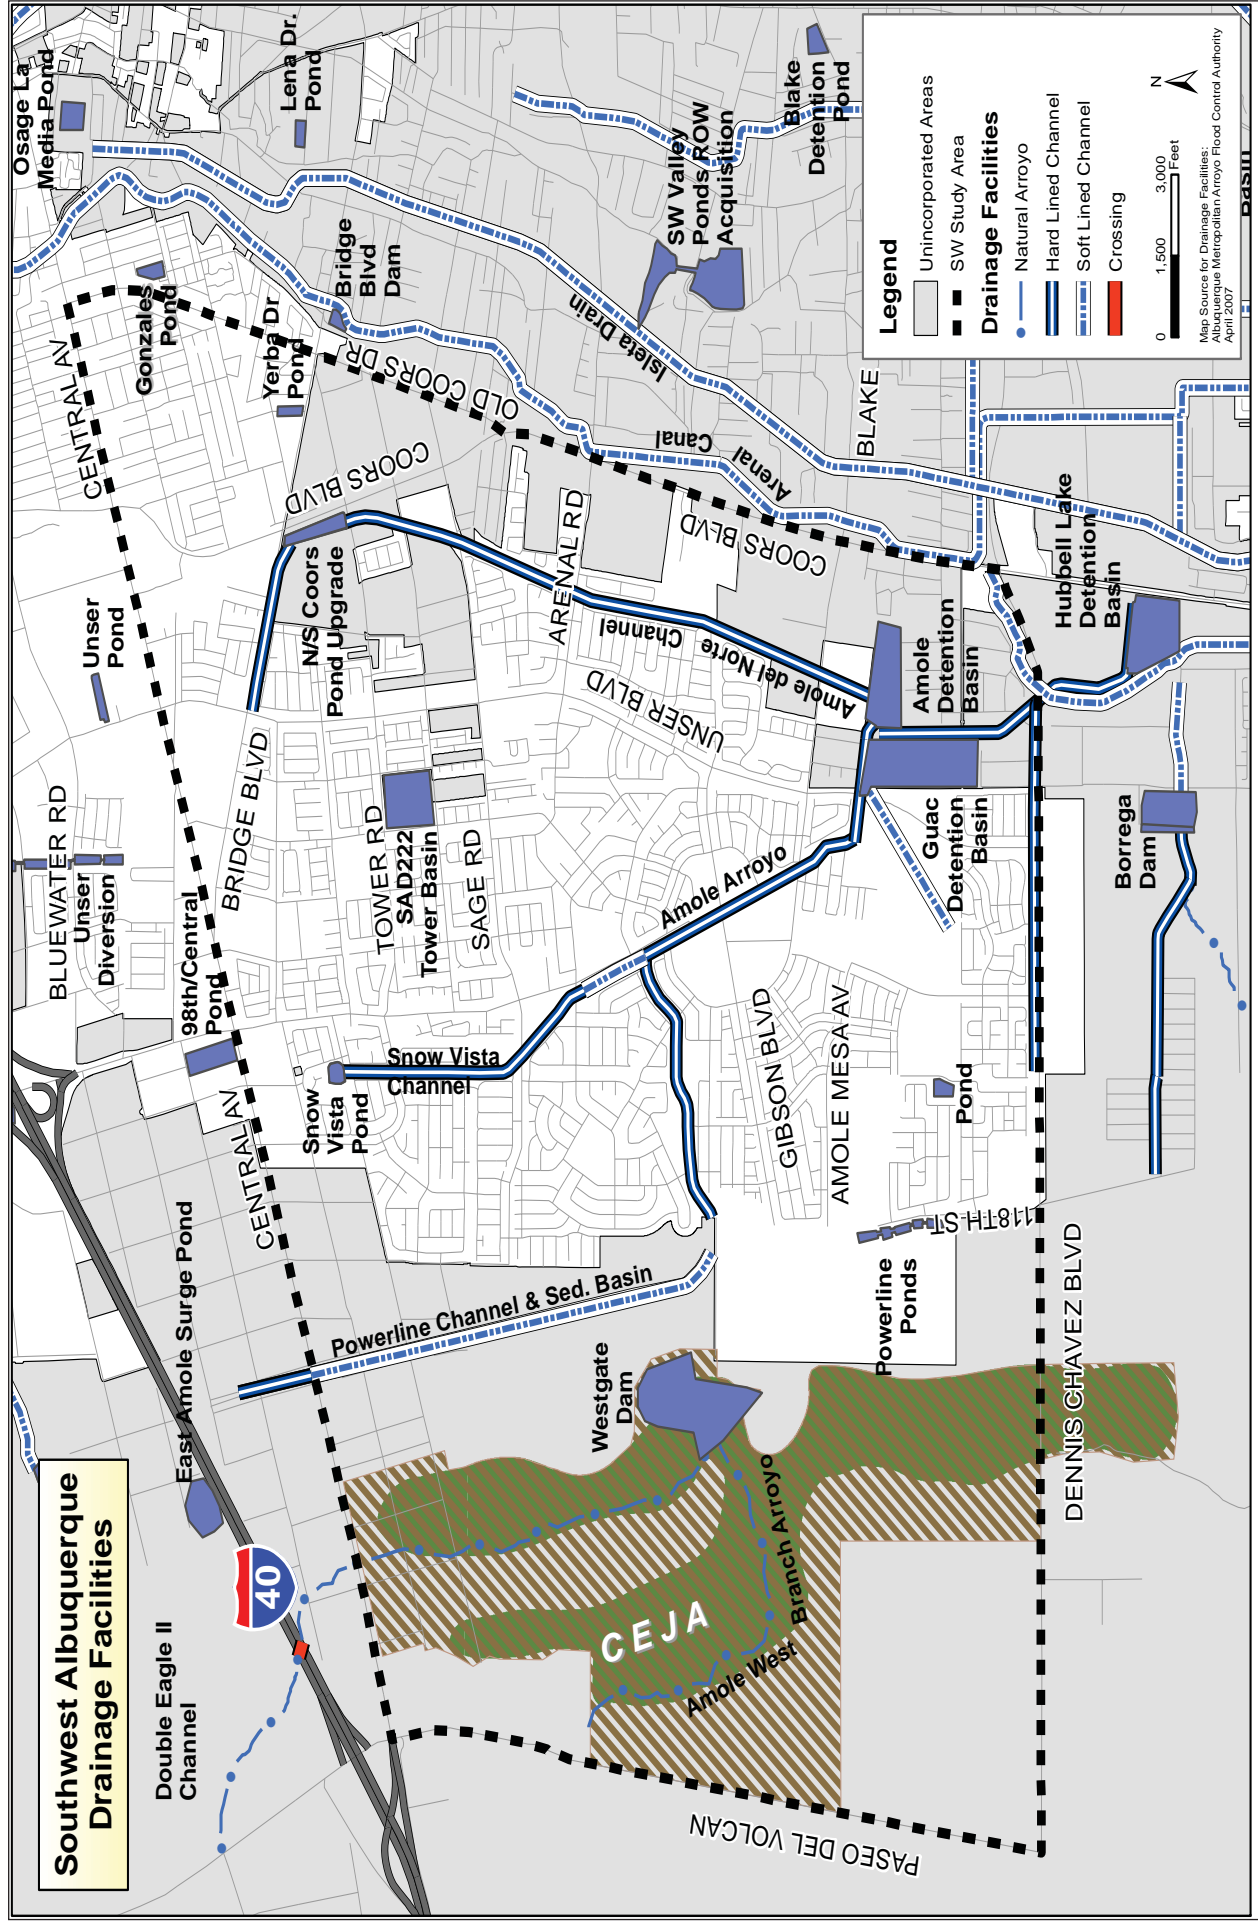 Southwest Albuquerque
Drainage Facilities
Double Eagle II
Channel
40
East Amole Surge Pond
98th/Central
Pond
BLUEWATER RD
Unser
Diversion
Unser
Pond
Gonzales
Pond
Osage La
Media Pond
Lena Dr.
Pond
CENTRAL AV
CENTRAL AV
CENTRAL AV
Yerba Dr
Pond
Bridge
Blvd
Dam
BRIDGE BLVD
COORS BLVD
OLD COORS DR
N/S Coors
Pond Upgrade
Snow
Vista
Pond
Snow Vista
Channel
TOWER RD
SAD222
Tower Basin
SAGE RD
Powerline Channel & Sed. Basin
ARENAL RD
Isleta Drain
Arenal
Canal
UNSER BLVD
Amole del Norte
Channel
COORS BLVD
SW Valley
Ponds ROW
Acquisition
Blake
Detention
Pond
BLAKE
Westgate
Dam
CEJA
Amole West
Branch Arroyo
PASEO DEL VOLCAN
Amole Arroyo
GIBSON BLVD
AMOLE MESA AV
Guac
Detention
Basin
Amole
Detention
Basin
Powerline
Ponds
118TH ST
Pond
DENNIS CHAVEZ BLVD
Borrega
Dam
Hubbell Lake
Detention
Basin
Basin
Legend
Unincorporated Areas
SW Study Area
Drainage Facilities
Natural Arroyo
Hard Lined Channel
Soft Lined Channel
Crossing
N
0 1,500 3,000
Feet
Map Source for Drainage Facilities:
Albuquerque Metropolitan Arroyo Flood Control Authority
April 2007